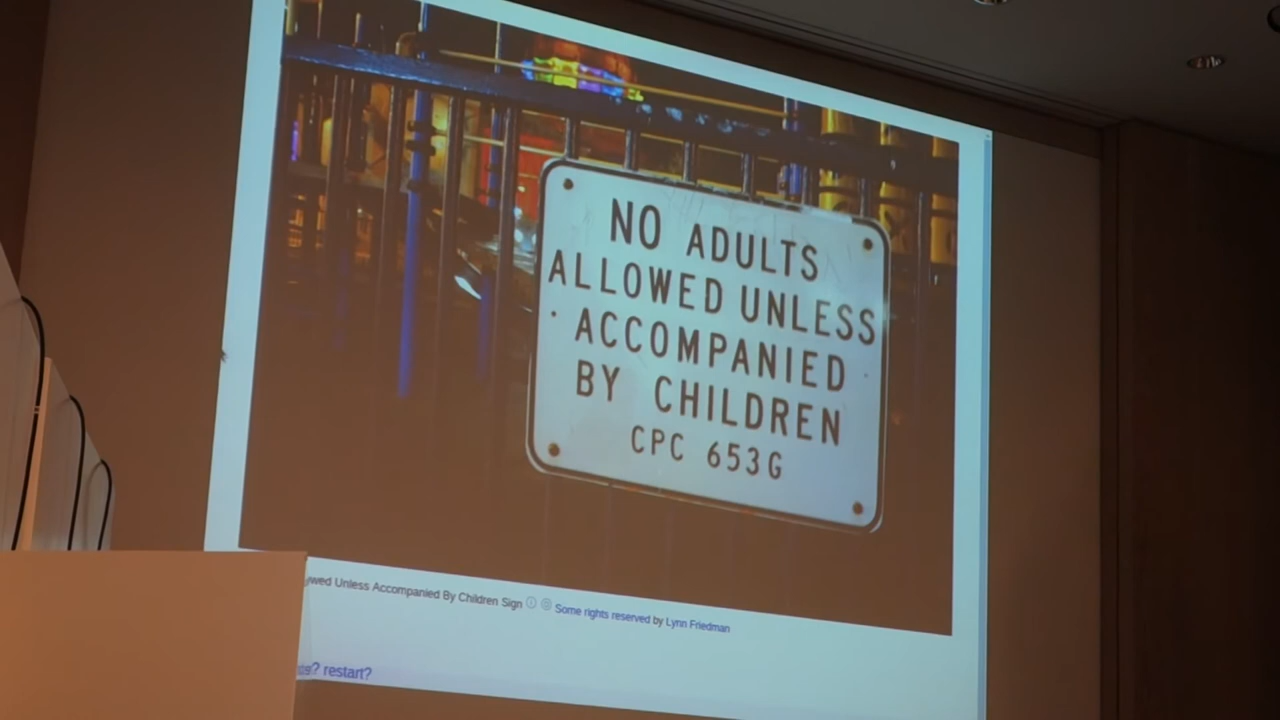 NO ADULTS
ALLOWED UNLESS
ACCOMPANIED
BY CHILDREN
CPC 653G
Unless Accompanied By Children Sign Some rights reserved by Lynn Friedman
restart?